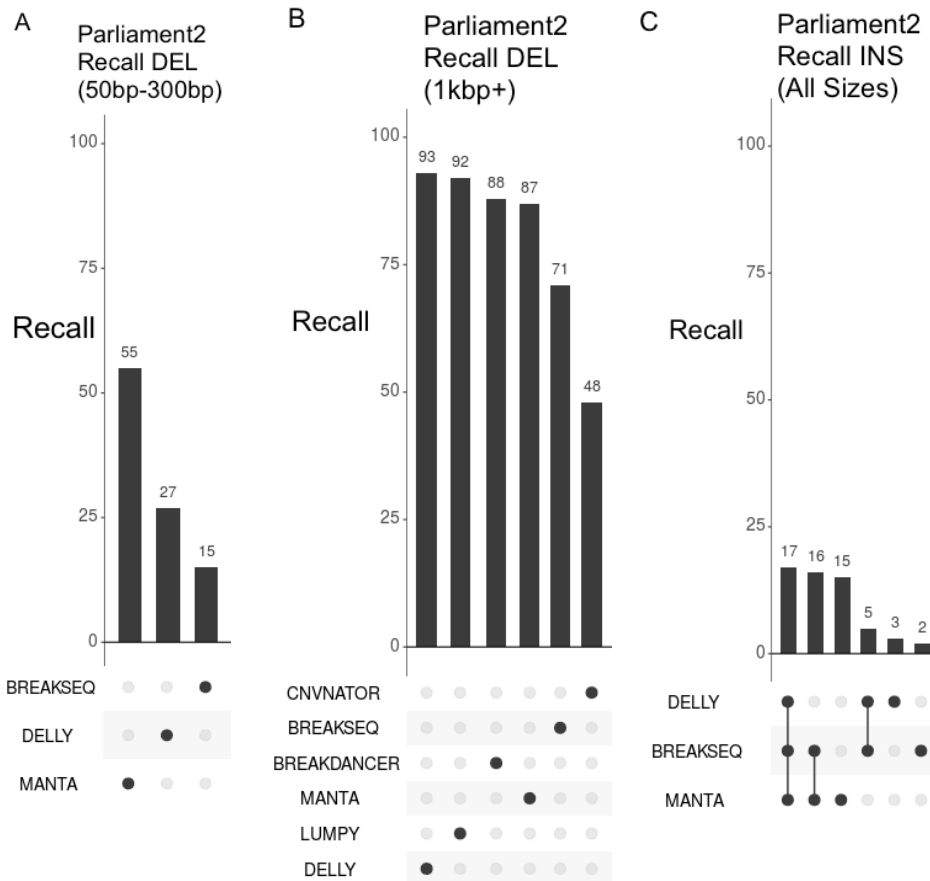 A
Parliament2
Recall DEL
(50bp-300bp)
100
75
50
25
0
Recall
55
27
15
BREAKSEQ
DELLY
MANTA
B
Parliament2
Recall DEL
(1kbp+)
100
75
50
25
0
Recall
93
92
88
87
71
48
CNVNATOR
BREAKSEQ
BREAKDANCER
MANTA
LUMPY
DELLY
C
Parliament2
Recall INS
(All Sizes)
100
75
50
25
0
Recall
17
16
15
5
3
2
DELLY
BREAKSEQ
MANTA